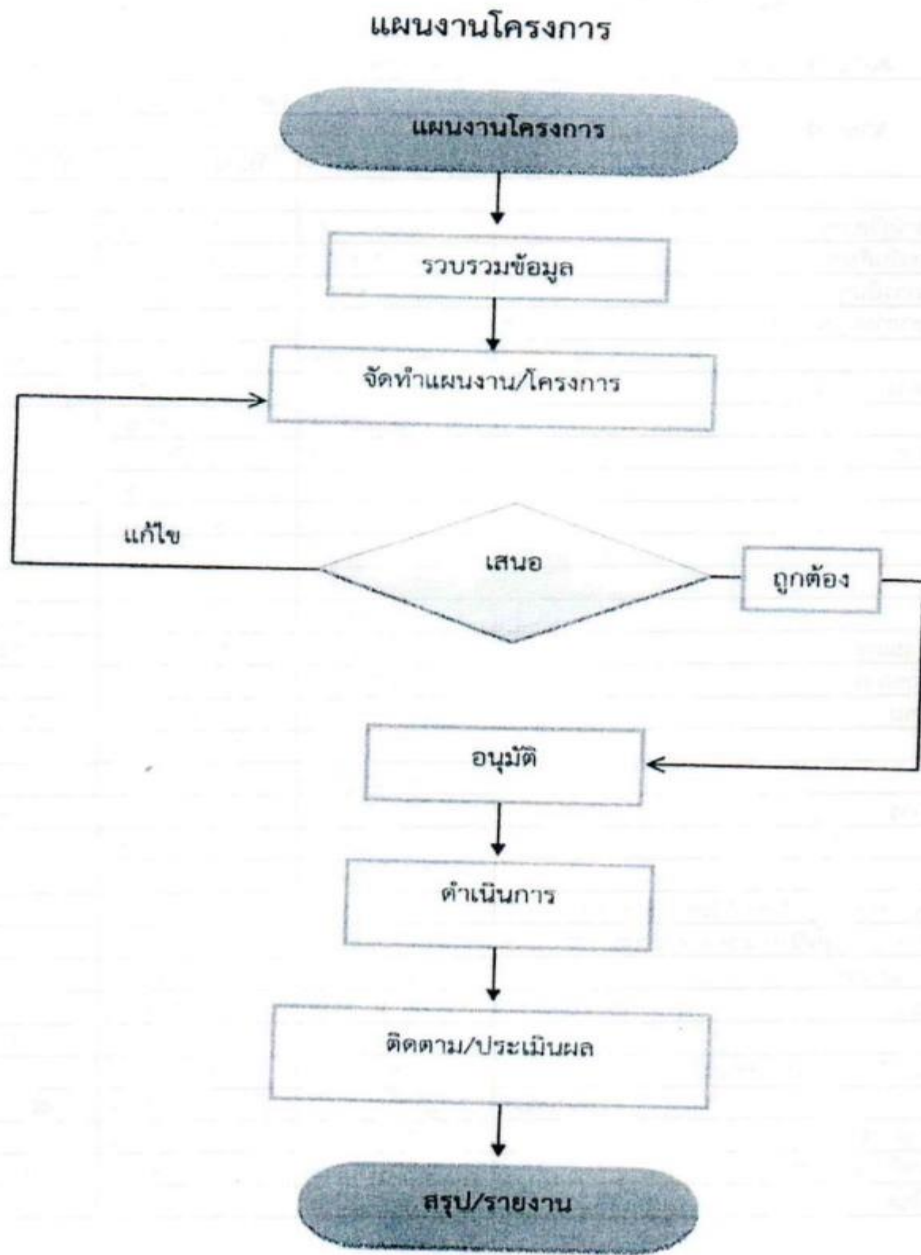 แผนงานโครงการ
แผนงานโครงการ
รวบรวมข้อมูล
จัดทำแผนงาน/โครงการ
แก้ไข
เสนอ
ถูกต้อง
อนุมัติ
ดำเนินการ
ติดตาม/ประเมินผล
สรุป/รายงาน